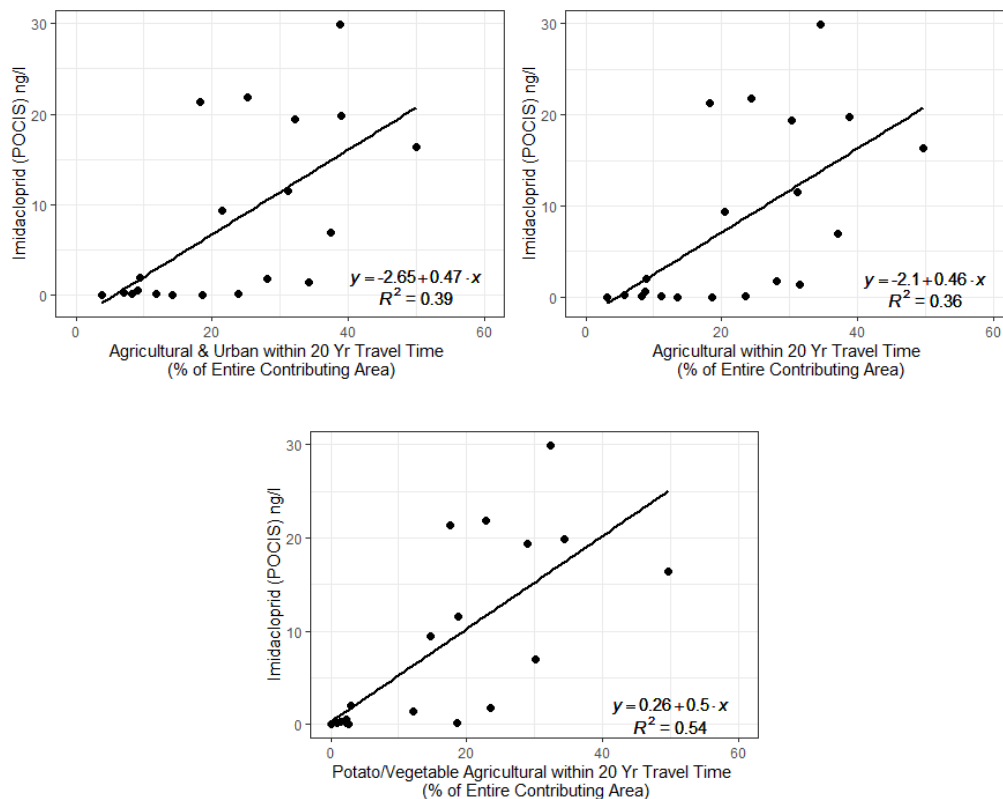 Imidacloprid (POCIS) ng/l
30
20
10
0
y = -2.65 + 0.47 · x
R² = 0.39
0 20 40 60
Agricultural & Urban within 20 Yr Travel Time
(% of Entire Contributing Area)
Imidacloprid (POCIS) ng/l
30
20
10
0
y = -2.1 + 0.46 · x
R² = 0.36
0 20 40 60
Agricultural within 20 Yr Travel Time
(% of Entire Contributing Area)
Imidacloprid (POCIS) ng/l
30
20
10
0
y = 0.26 + 0.5 · x
R² = 0.54
0 20 40 60
Potato/Vegetable Agricultural within 20 Yr Travel Time
(% of Entire Contributing Area)